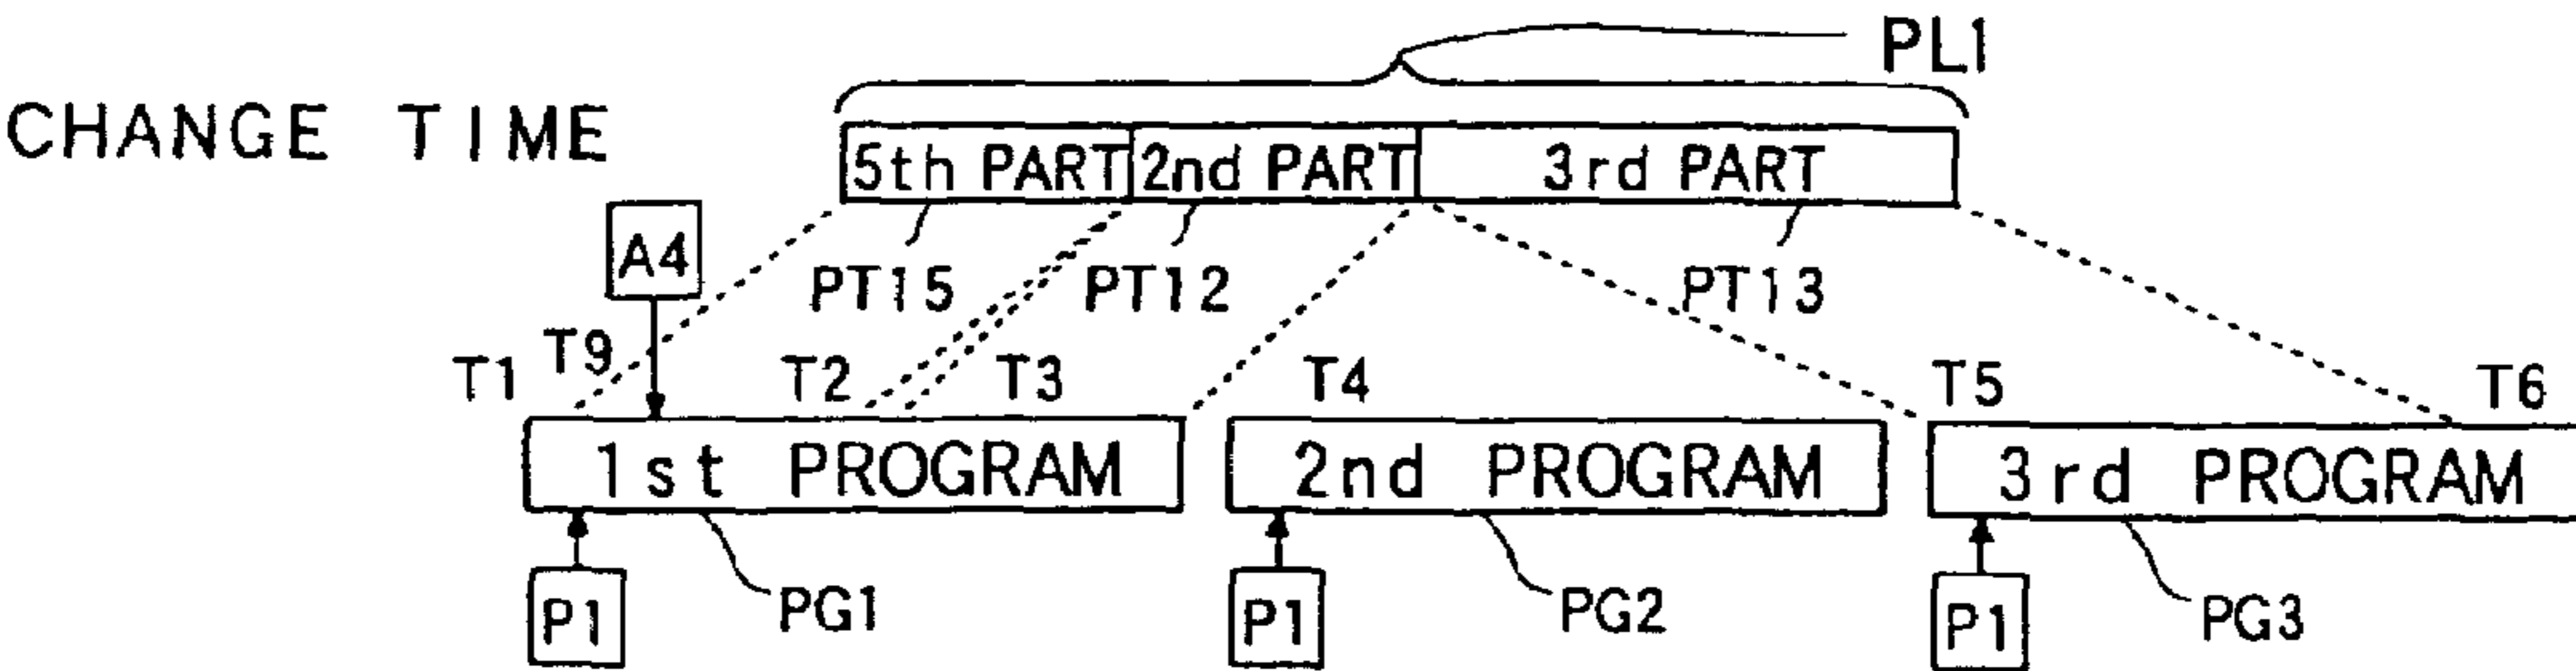 PL1
CHANGE TIME
5th PART 2nd PART 3rd PART
A4
PT15 PT12 PT13
T1 T9 T2 T3 T4 T5 T6
1st PROGRAM 2nd PROGRAM 3rd PROGRAM
P1 PG1 P1 PG2 P1 PG3